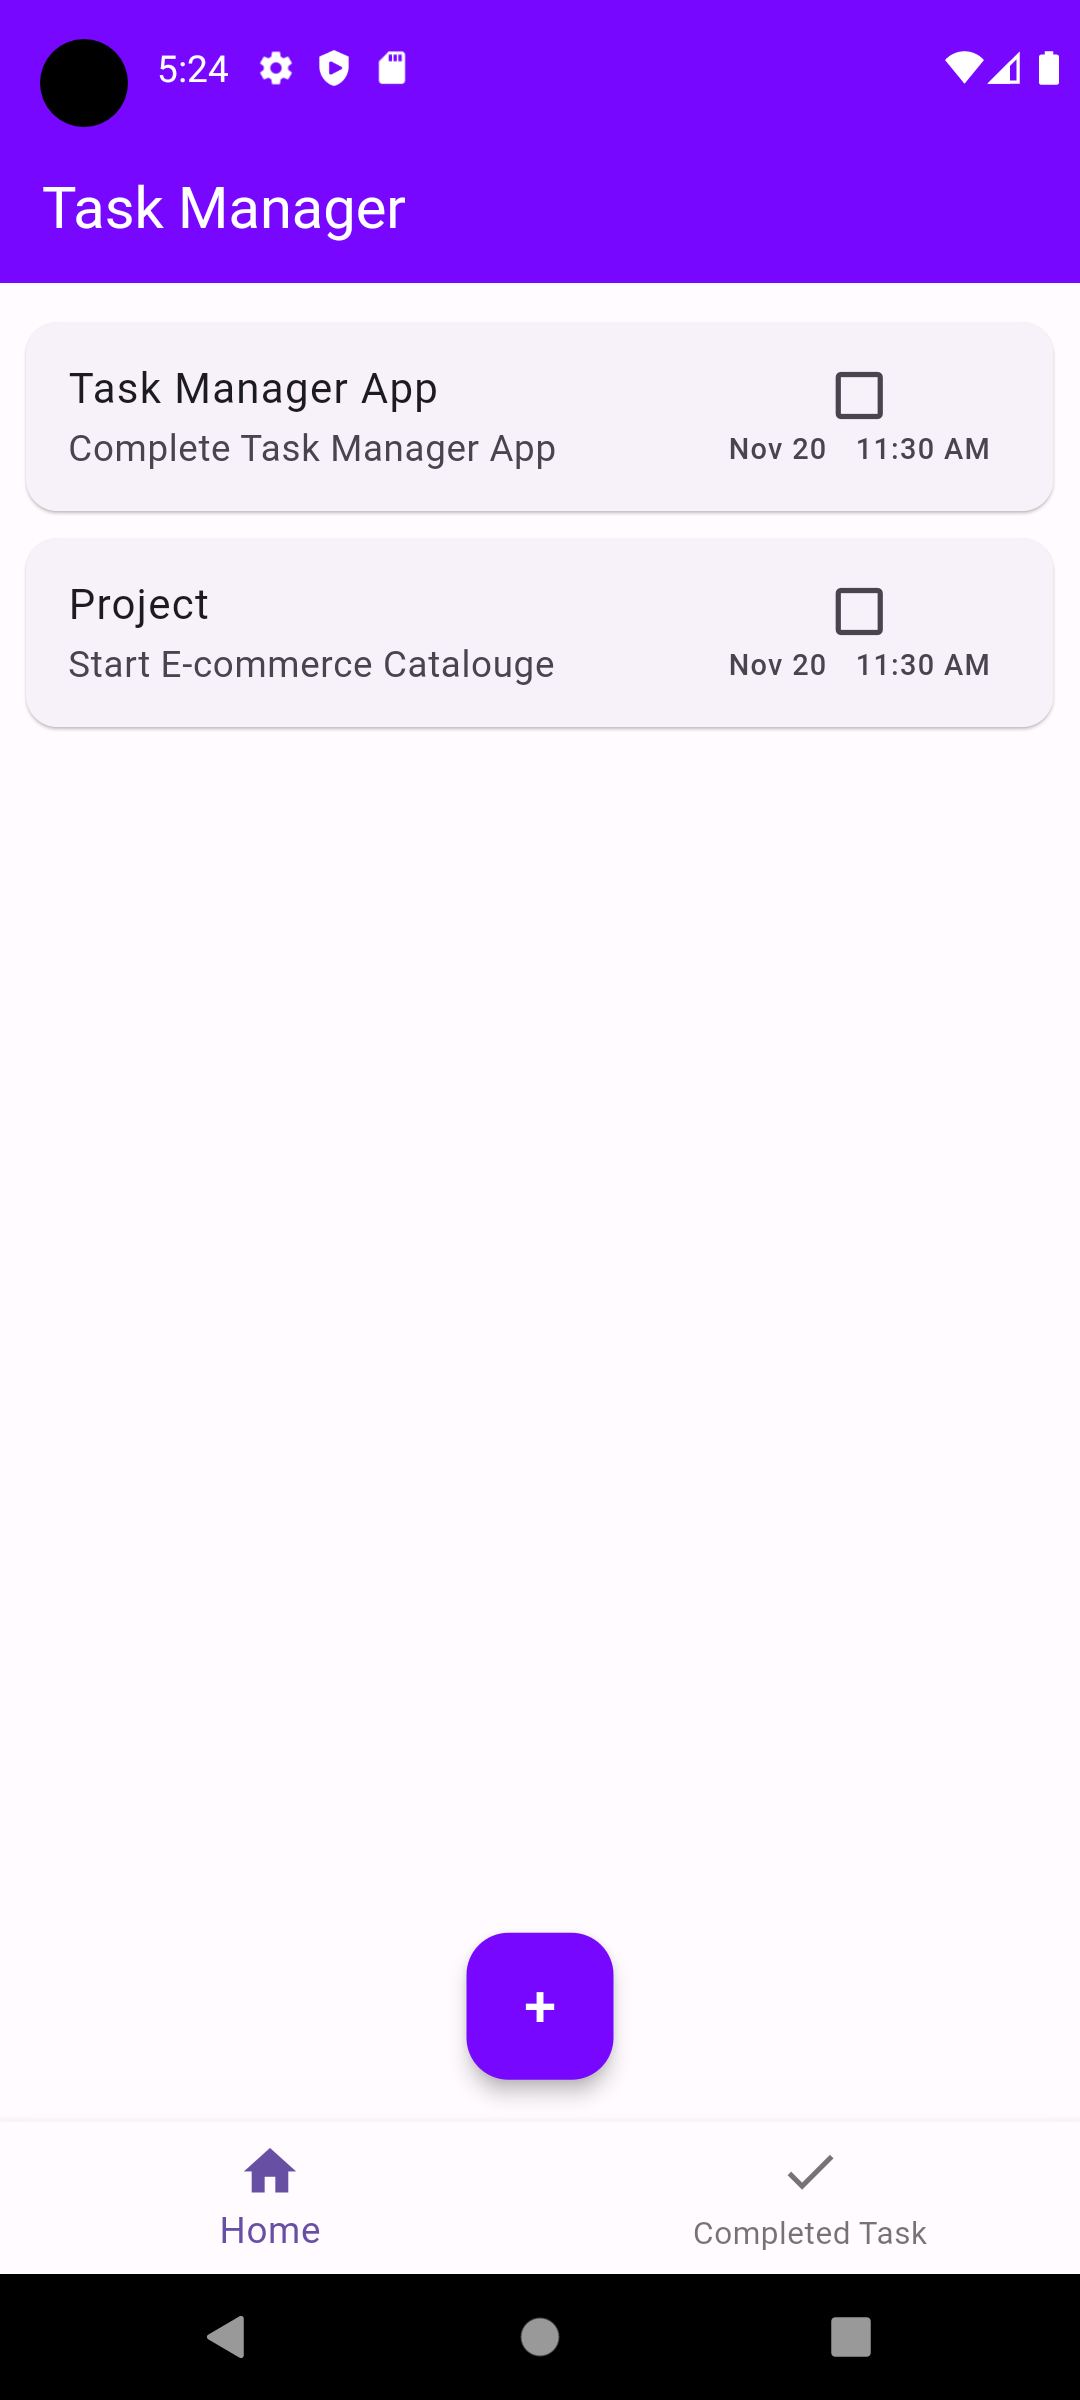 5:24
Task Manager
Task Manager App
Complete Task Manager App
Nov 20 11:30 AM
Project
Start E-commerce Catalouge
Nov 20 11:30 AM
+
Home
Completed Task